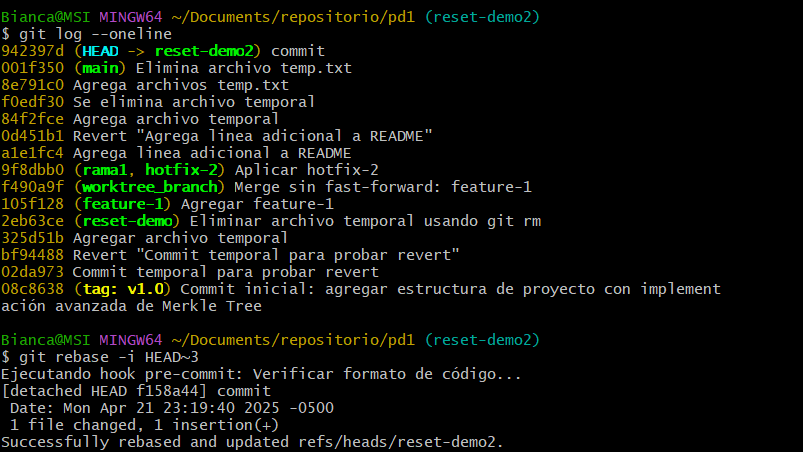 Bianca@MSI MINGW64 ~/Documents/repositorio/pd1 (reset-demo2)
$ git log --oneline
942397d (HEAD -> reset-demo2) commit
001f350 (main) Elimina archivo temp.txt
8e791c0 Agrega archivos temp.txt
f0edf30 Se elimina archivo temporal
84f2fce Agrega archivo temporal
0d451b1 Revert "Agrega linea adicional a README"
a1e1fc4 Agrega linea adicional a README
9f8dbb0 (rama1, hotfix-2) Aplicar hotfix-2
f490a9f (worktree_branch) Merge sin fast-forward: feature-1
105f128 (feature-1) Agregar feature-1
2eb63ce (reset-demo) Eliminar archivo temporal usando git rm
325d51b Agregar archivo temporal
bf94488 Revert "Commit temporal para probar revert"
02da973 Commit temporal para probar revert
08c8638 (tag: v1.0) Commit inicial: agregar estructura de proyecto con implement
ación avanzada de Merkle Tree
Bianca@MSI MINGW64 ~/Documents/repositorio/pd1 (reset-demo2)
$ git rebase -i HEAD~3
Ejecutando hook pre-commit: Verificar formato de código...
[detached HEAD f158a44] commit
 Date: Mon Apr 21 23:19:40 2025 -0500
 1 file changed, 1 insertion(+)
Successfully rebased and updated refs/heads/reset-demo2.